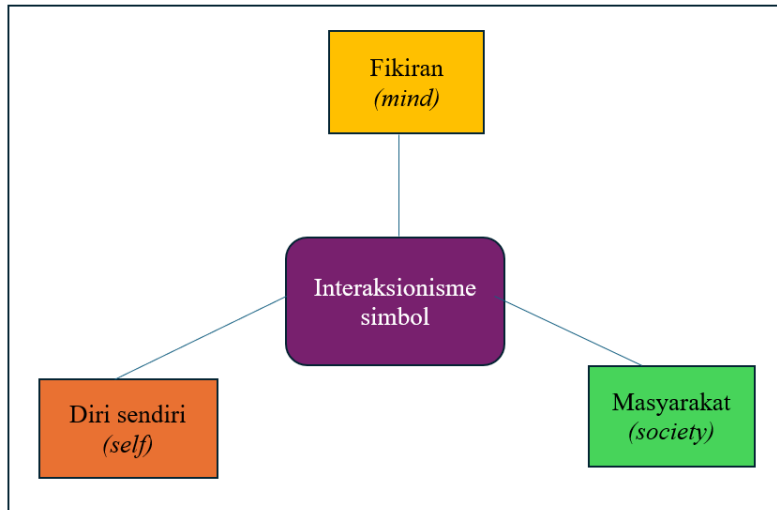 Fikiran
(mind)
Interaksionisme
simbol
Diri sendiri
(self)
Masyarakat
(society)